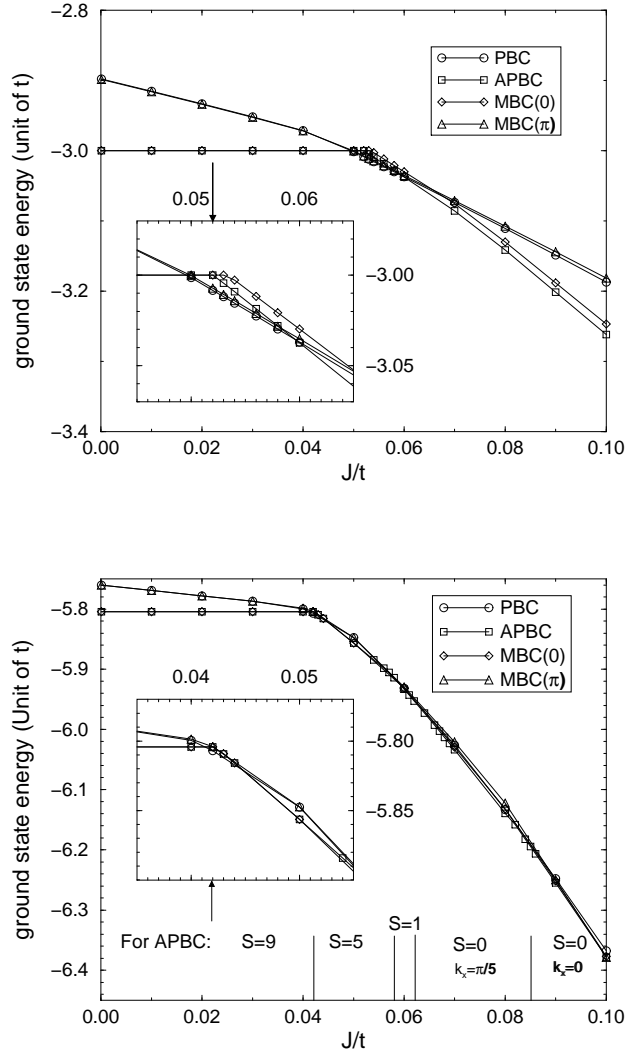 −2.8
−3.0
−3.2
−3.4
ground state energy (unit of t)
PBC
APBC
MBC(0)
MBC(π)
0.05 0.06
−3.00
−3.05
0.00 0.02 0.04 0.06 0.08 0.10
J/t
−5.8
−5.9
−6.0
−6.1
−6.2
−6.3
−6.4
ground state energy (Unit of t)
PBC
APBC
MBC(0)
MBC(π)
0.04 0.05
−5.80
−5.85
For APBC: S=9 S=5 S=1 S=0 S=0
kₓ=π/5 kₓ=0
0.00 0.02 0.04 0.06 0.08 0.10
J/t